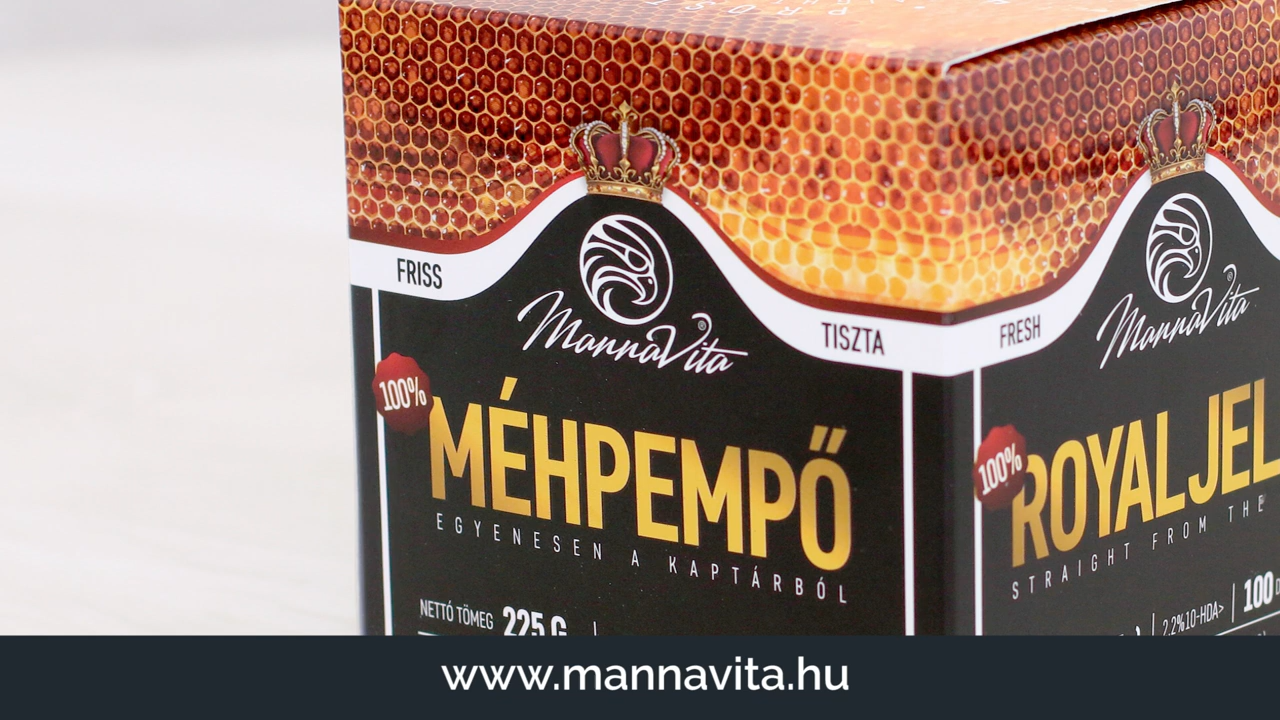 FRISS
MannaVita®
TISZTA
100%
MÉHPEMPŐ
EGYENESEN A KAPTÁRBÓL
NETTÓ TÖMEG 225 G
FRESH
MannaVita®
100%
ROYAL JEL
STRAIGHT FROM THE
2,2%10-HDA> 100
www.mannavita.hu